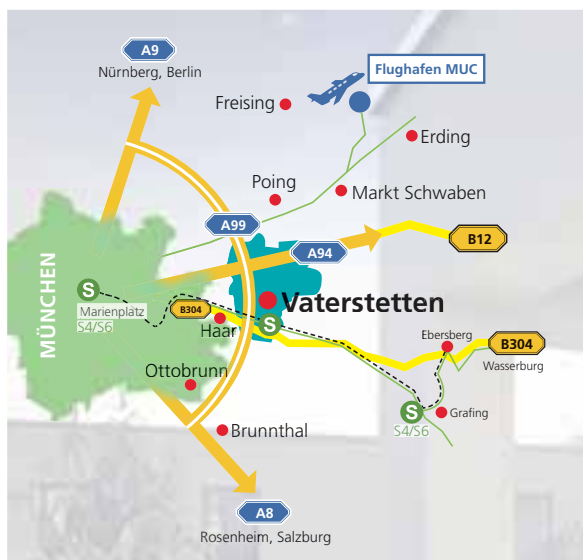 A9
Nürnberg, Berlin
Flughafen MUC
Freising
Erding
Poing
Markt Schwaben
A99
A94
B12
MÜNCHEN
S
Marienplatz
S4/S6
B304
Haar
Vaterstetten
S
Ebersberg
B304
Wasserburg
Ottobrunn
S
S4/S6
Grafing
Brunnthal
A8
Rosenheim, Salzburg